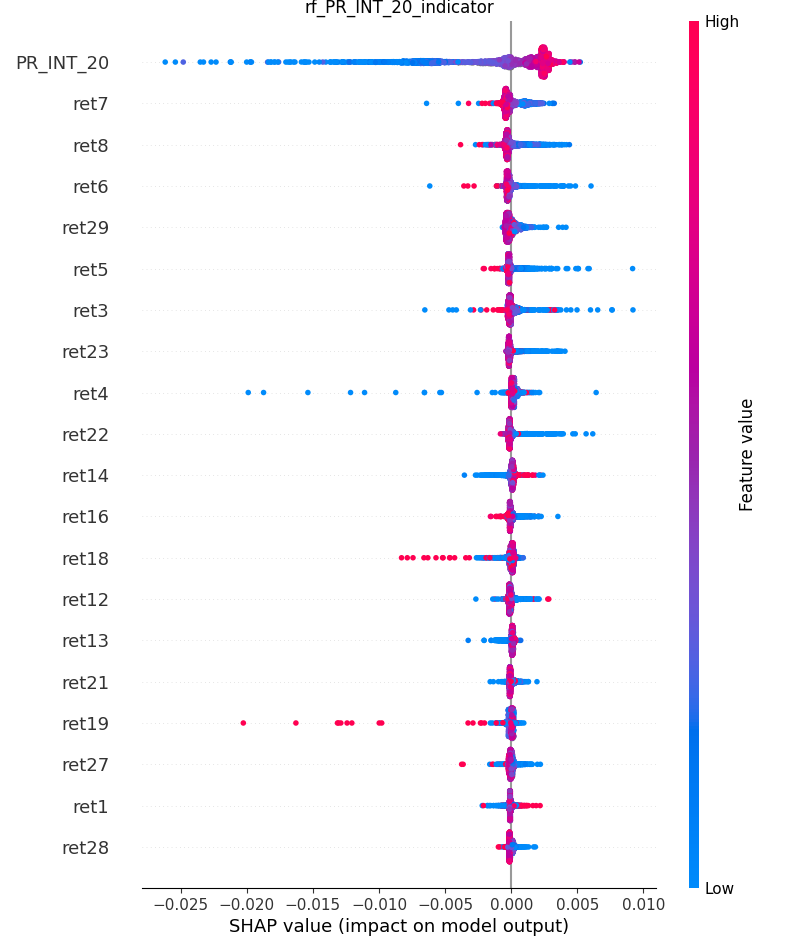 rf_PR_INT_20_indicator
High
PR_INT_20
ret7
ret8
ret6
ret29
ret5
ret3
ret23
ret4
ret22
ret14
ret16
ret18
ret12
ret13
ret21
ret19
ret27
ret1
ret28
Feature value
Low
−0.025 −0.020 −0.015 −0.010 −0.005 0.000 0.005 0.010
SHAP value (impact on model output)